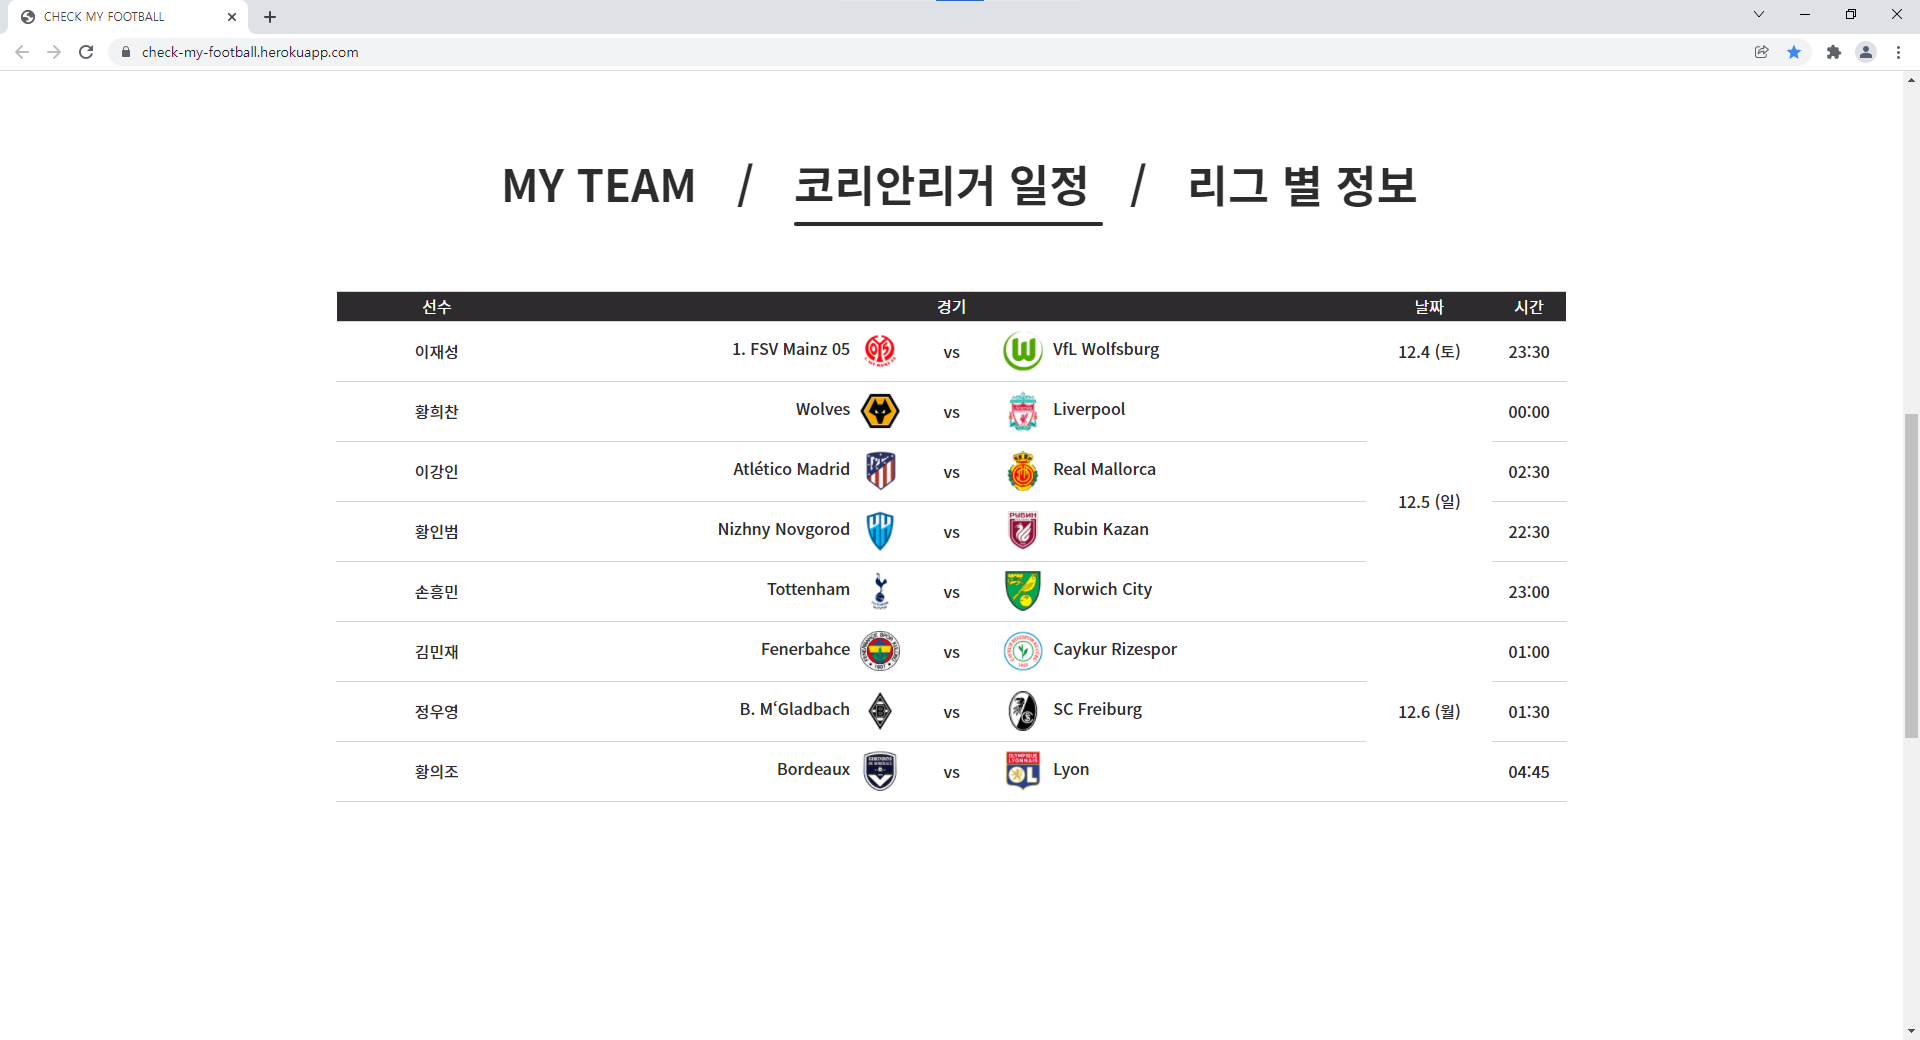 CHECK MY FOOTBALL
check-my-football.herokuapp.com
MY TEAM / 코리안리거 일정 / 리그 별 정보
선수 경기 날짜 시간
이재성 1. FSV Mainz 05 vs VfL Wolfsburg 12.4 (토) 23:30
황희찬 Wolves vs Liverpool 00:00
이강인 Atlético Madrid vs Real Mallorca 02:30
12.5 (일)
황인범 Nizhny Novgorod vs Rubin Kazan 22:30
손흥민 Tottenham vs Norwich City 23:00
김민재 Fenerbahce vs Caykur Rizespor 01:00
정우영 B. M‘Gladbach vs SC Freiburg 12.6 (월) 01:30
황의조 Bordeaux vs Lyon 04:45